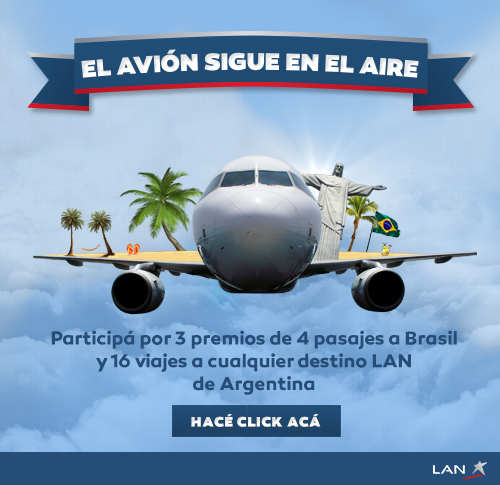 EL AVIÓN SIGUE EN EL AIRE
Participá por 3 premios de 4 pasajes a Brasil
y 16 viajes a cualquier destino LAN
de Argentina
HACÉ CLICK ACÁ
LAN